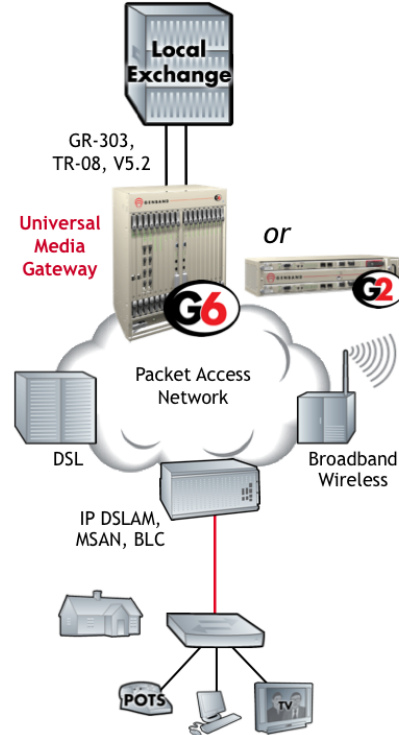 Local
Exchange
GR-303,
TR-08, V5.2
Universal
Media
Gateway
or
GENBAND
G6
G2
Packet Access
Network
DSL
Broadband
Wireless
IP DSLAM,
MSAN, BLC
POTS
TV